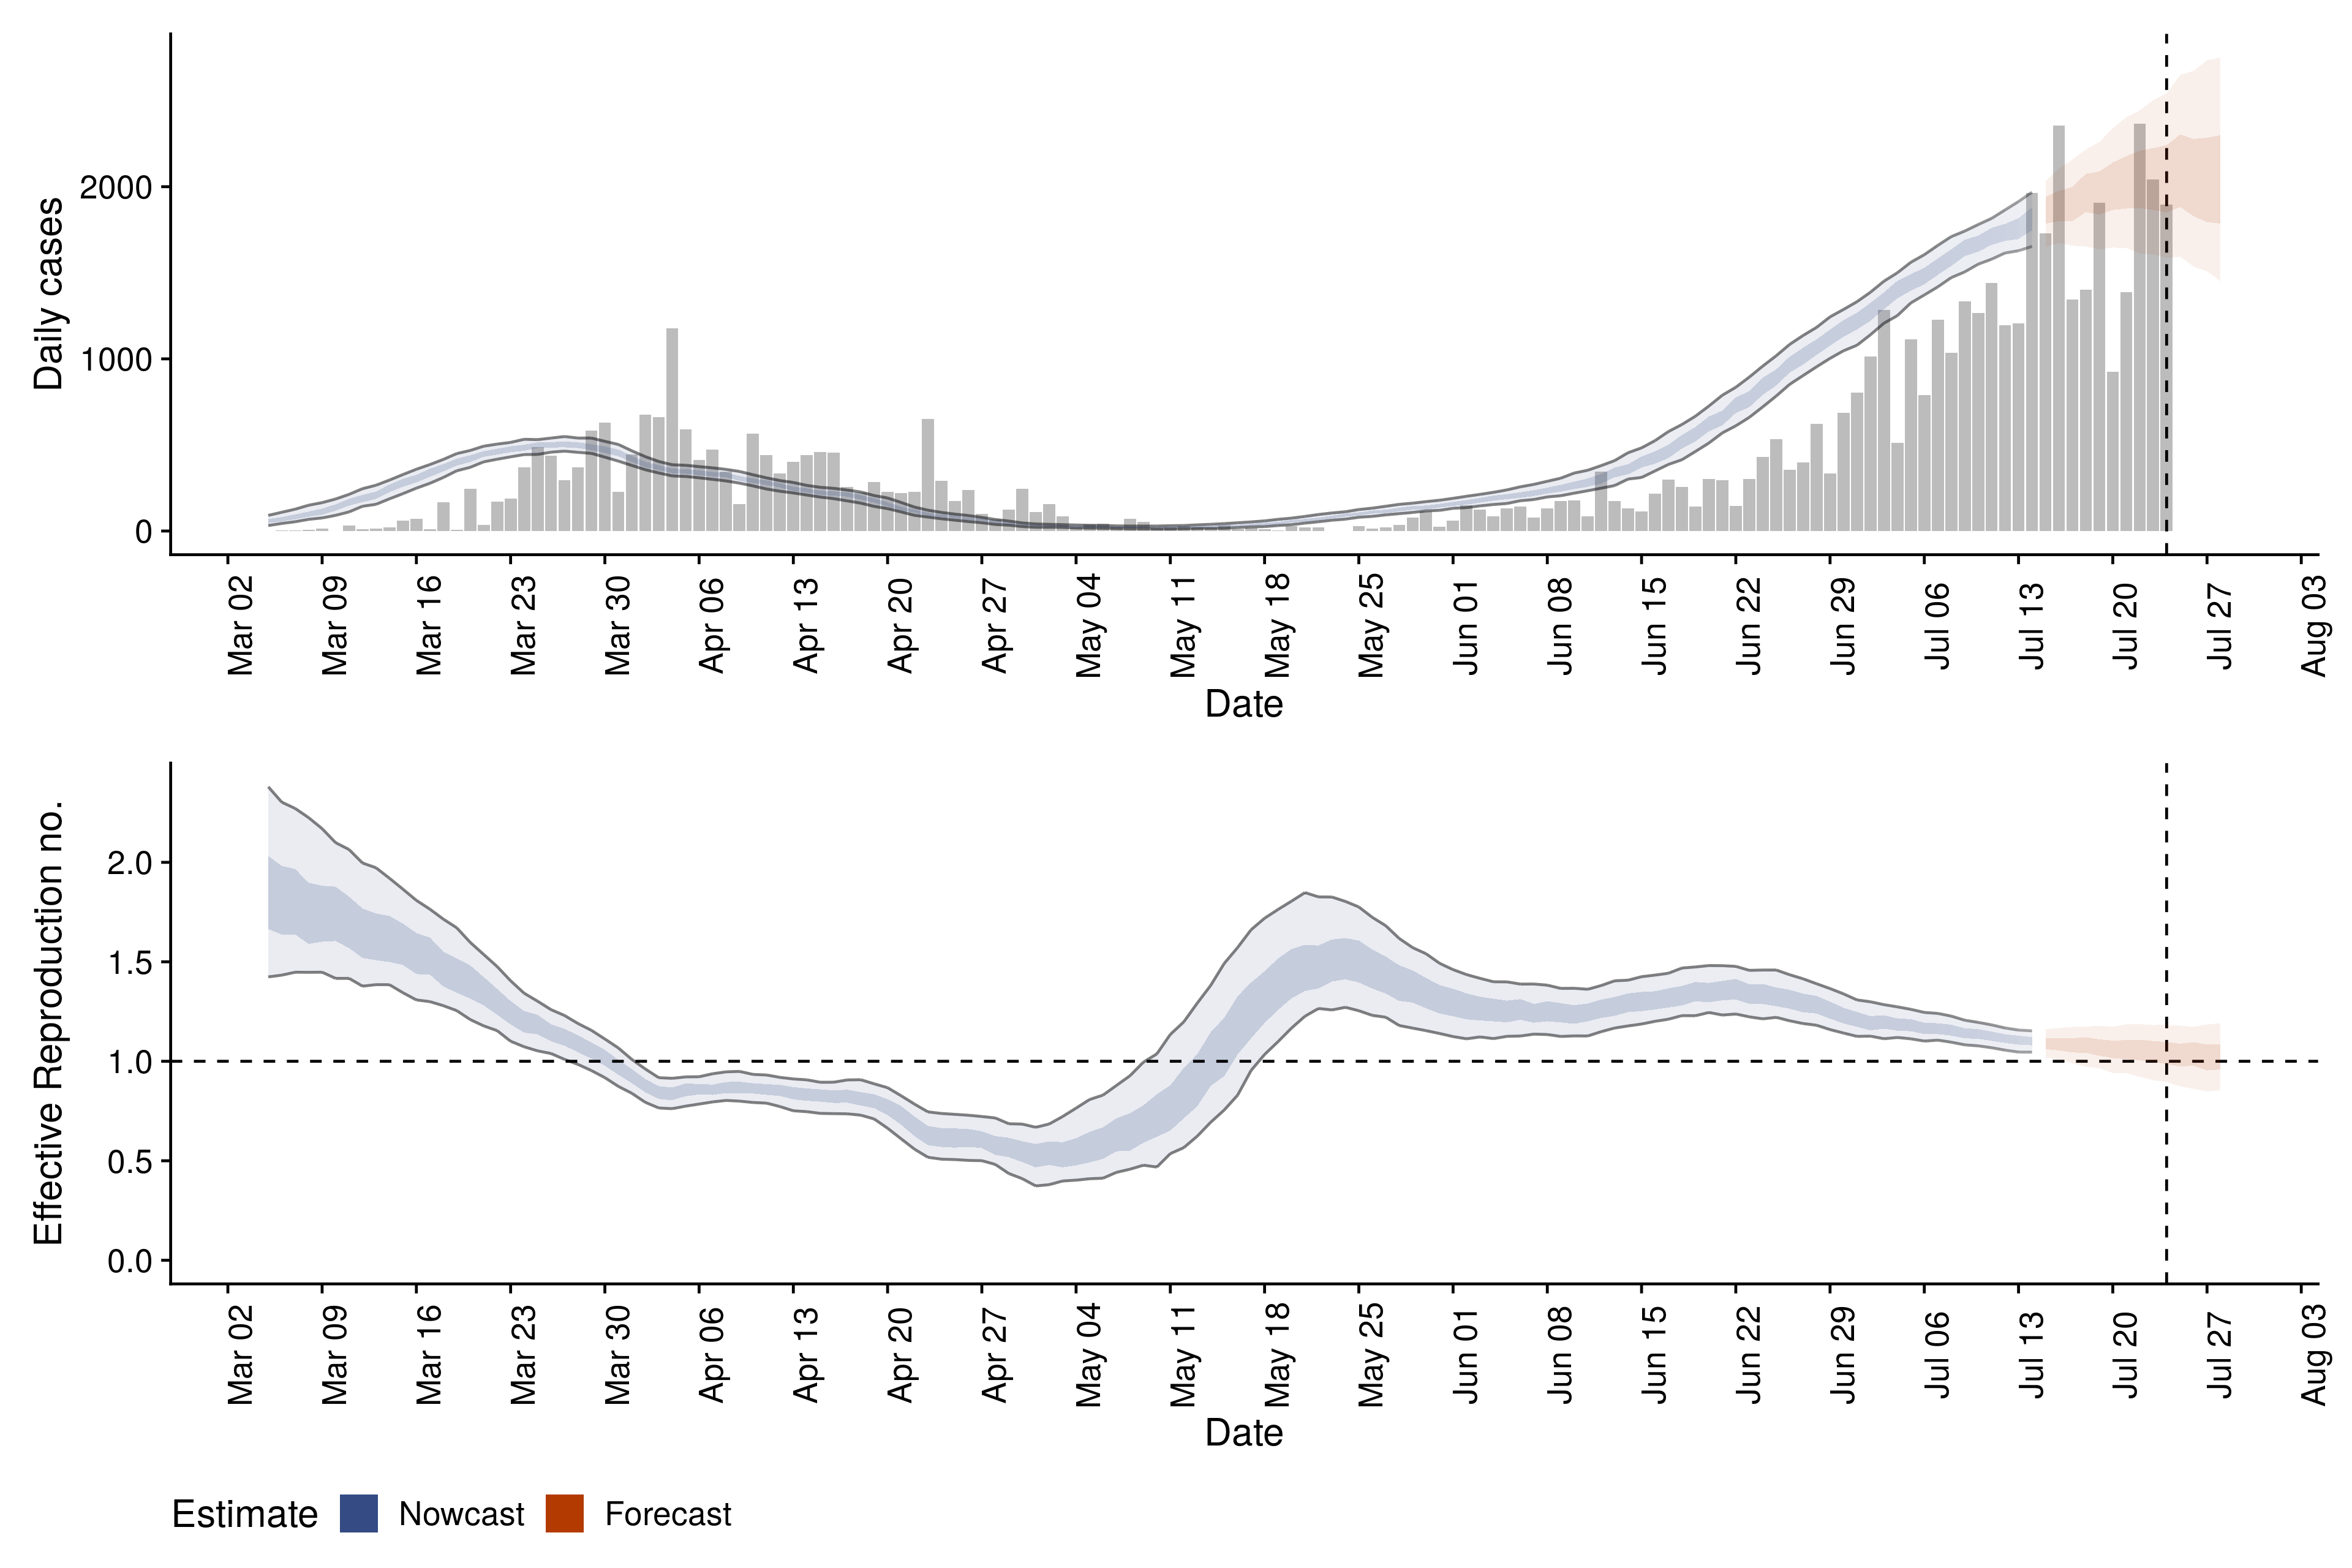 Daily cases
2000
1000
0
Mar 02 Mar 09 Mar 16 Mar 23 Mar 30 Apr 06 Apr 13 Apr 20 Apr 27 May 04 May 11 May 18 May 25 Jun 01 Jun 08 Jun 15 Jun 22 Jun 29 Jul 06 Jul 13 Jul 20 Jul 27 Aug 03
Date
Effective Reproduction no.
2.0
1.5
1.0
0.5
0.0
Mar 02 Mar 09 Mar 16 Mar 23 Mar 30 Apr 06 Apr 13 Apr 20 Apr 27 May 04 May 11 May 18 May 25 Jun 01 Jun 08 Jun 15 Jun 22 Jun 29 Jul 06 Jul 13 Jul 20 Jul 27 Aug 03
Date
Estimate Nowcast Forecast